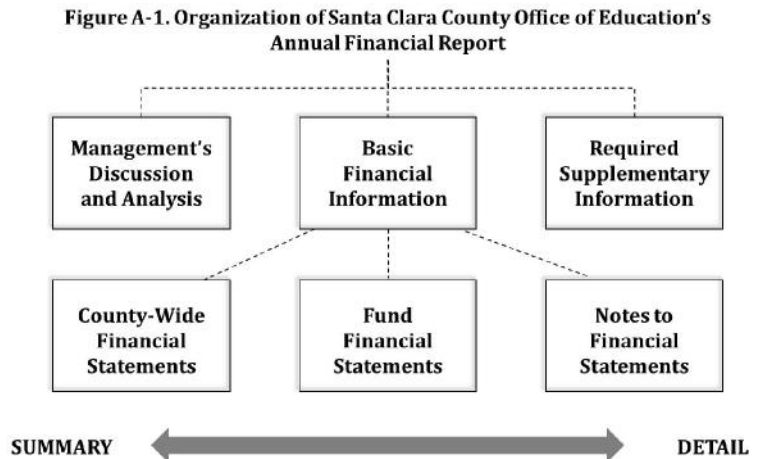 Figure A-1. Organization of Santa Clara County Office of Education's
Annual Financial Report
Management's
Discussion
and Analysis
Basic
Financial
Information
Required
Supplementary
Information
County-Wide
Financial
Statements
Fund
Financial
Statements
Notes to
Financial
Statements
SUMMARY
DETAIL